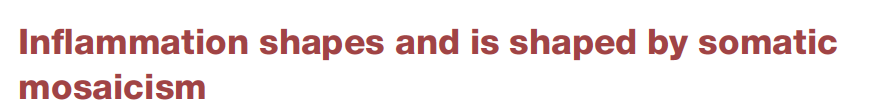 Inflammation shapes and is shaped by somatic
mosaicism